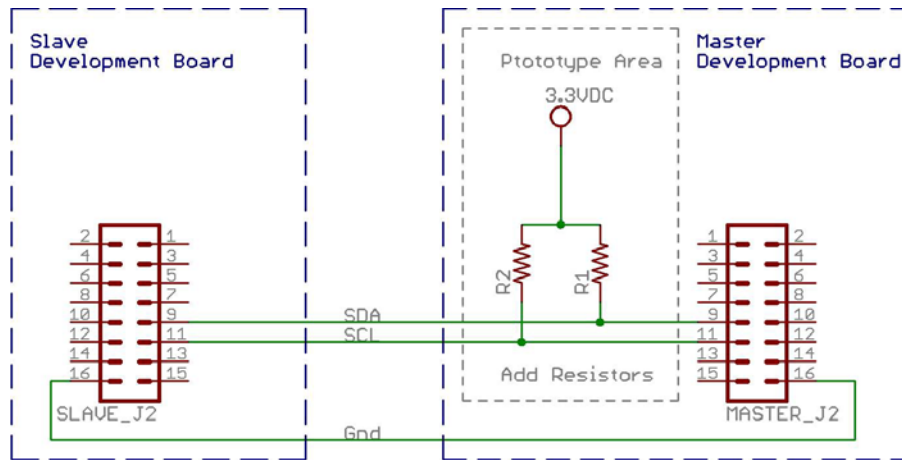 Slave
Development Board
Master
Development Board
Ptototype Area
3.3VDC
R2
R1
2 1
4 3
6 5
8 7
10 9
12 11
14 13
16 15
SLAVE_J2
SDA
SCL
Add Resistors
1 2
3 4
5 6
7 8
9 10
11 12
13 14
15 16
MASTER_J2
Gnd